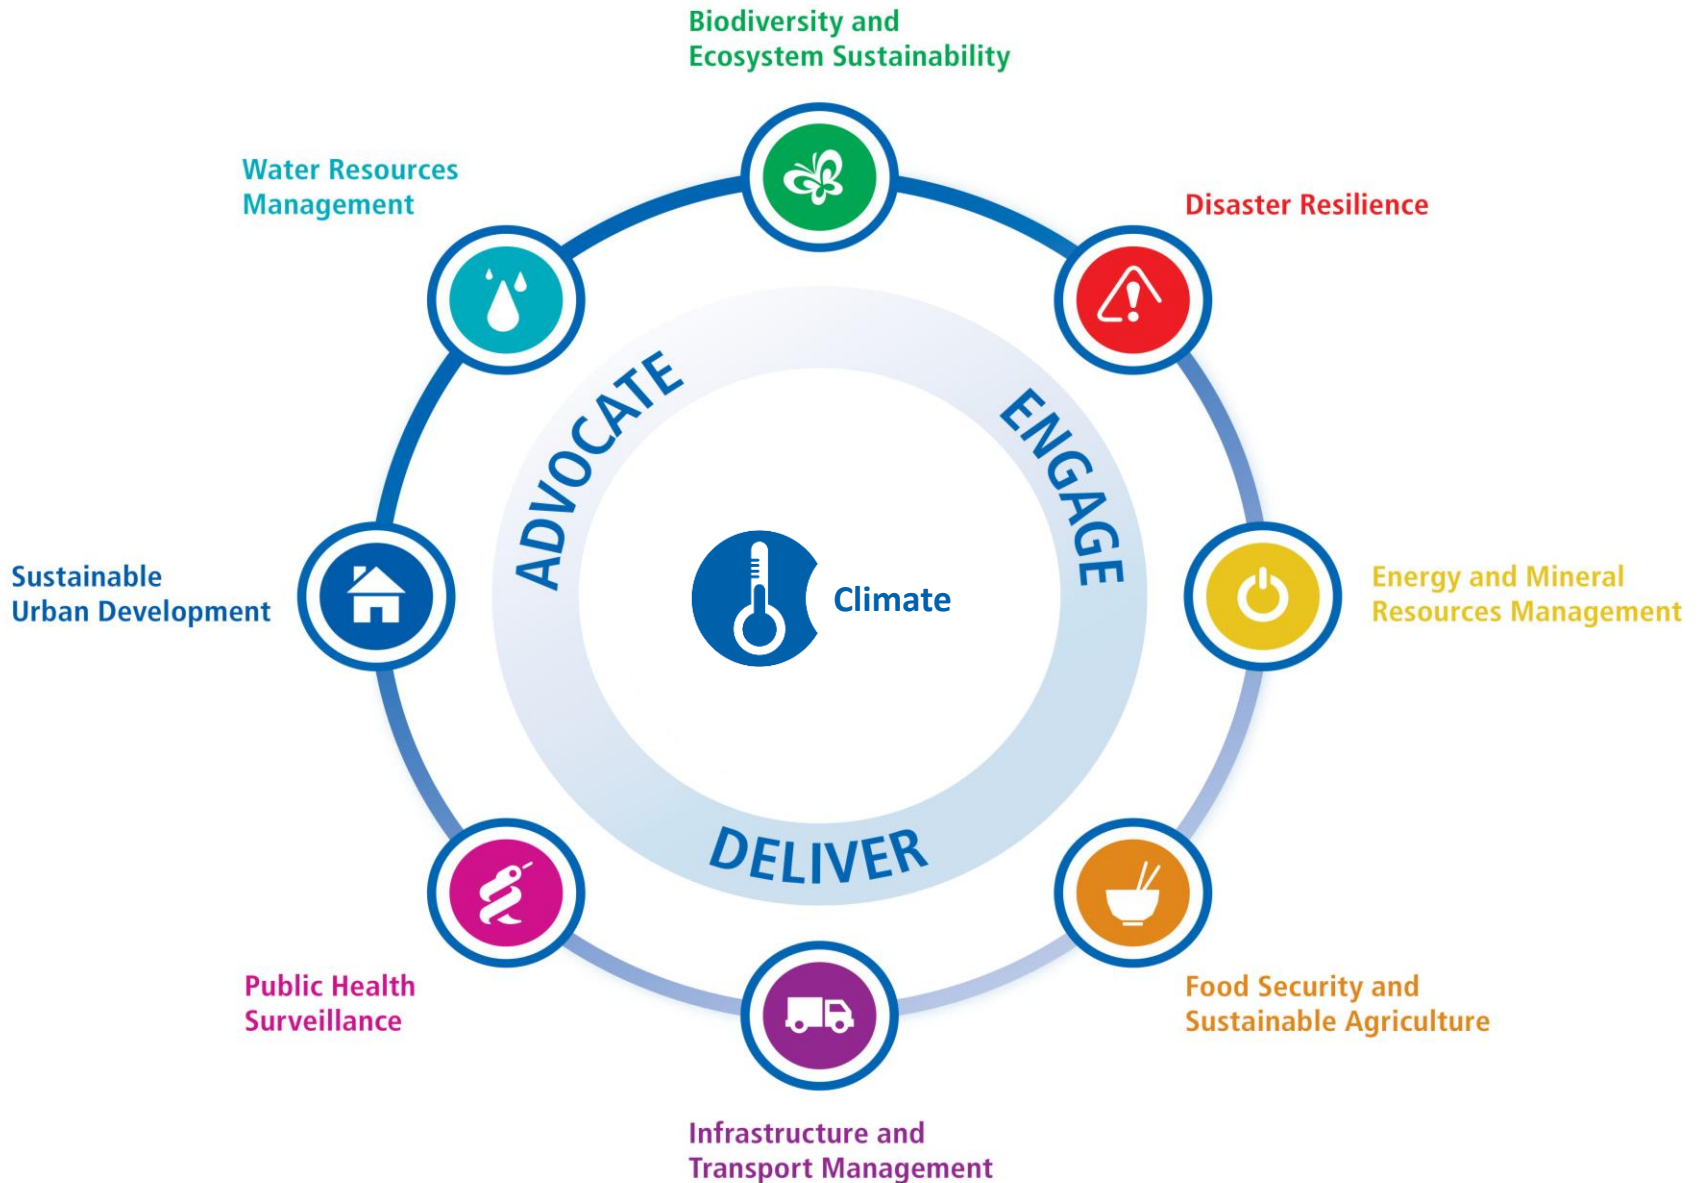 Biodiversity and
Ecosystem Sustainability
Water Resources
Management
Disaster Resilience
ADVOCATE
ENGAGE
Sustainable
Urban Development
Climate
Energy and Mineral
Resources Management
DELIVER
Public Health
Surveillance
Food Security and
Sustainable Agriculture
Infrastructure and
Transport Management